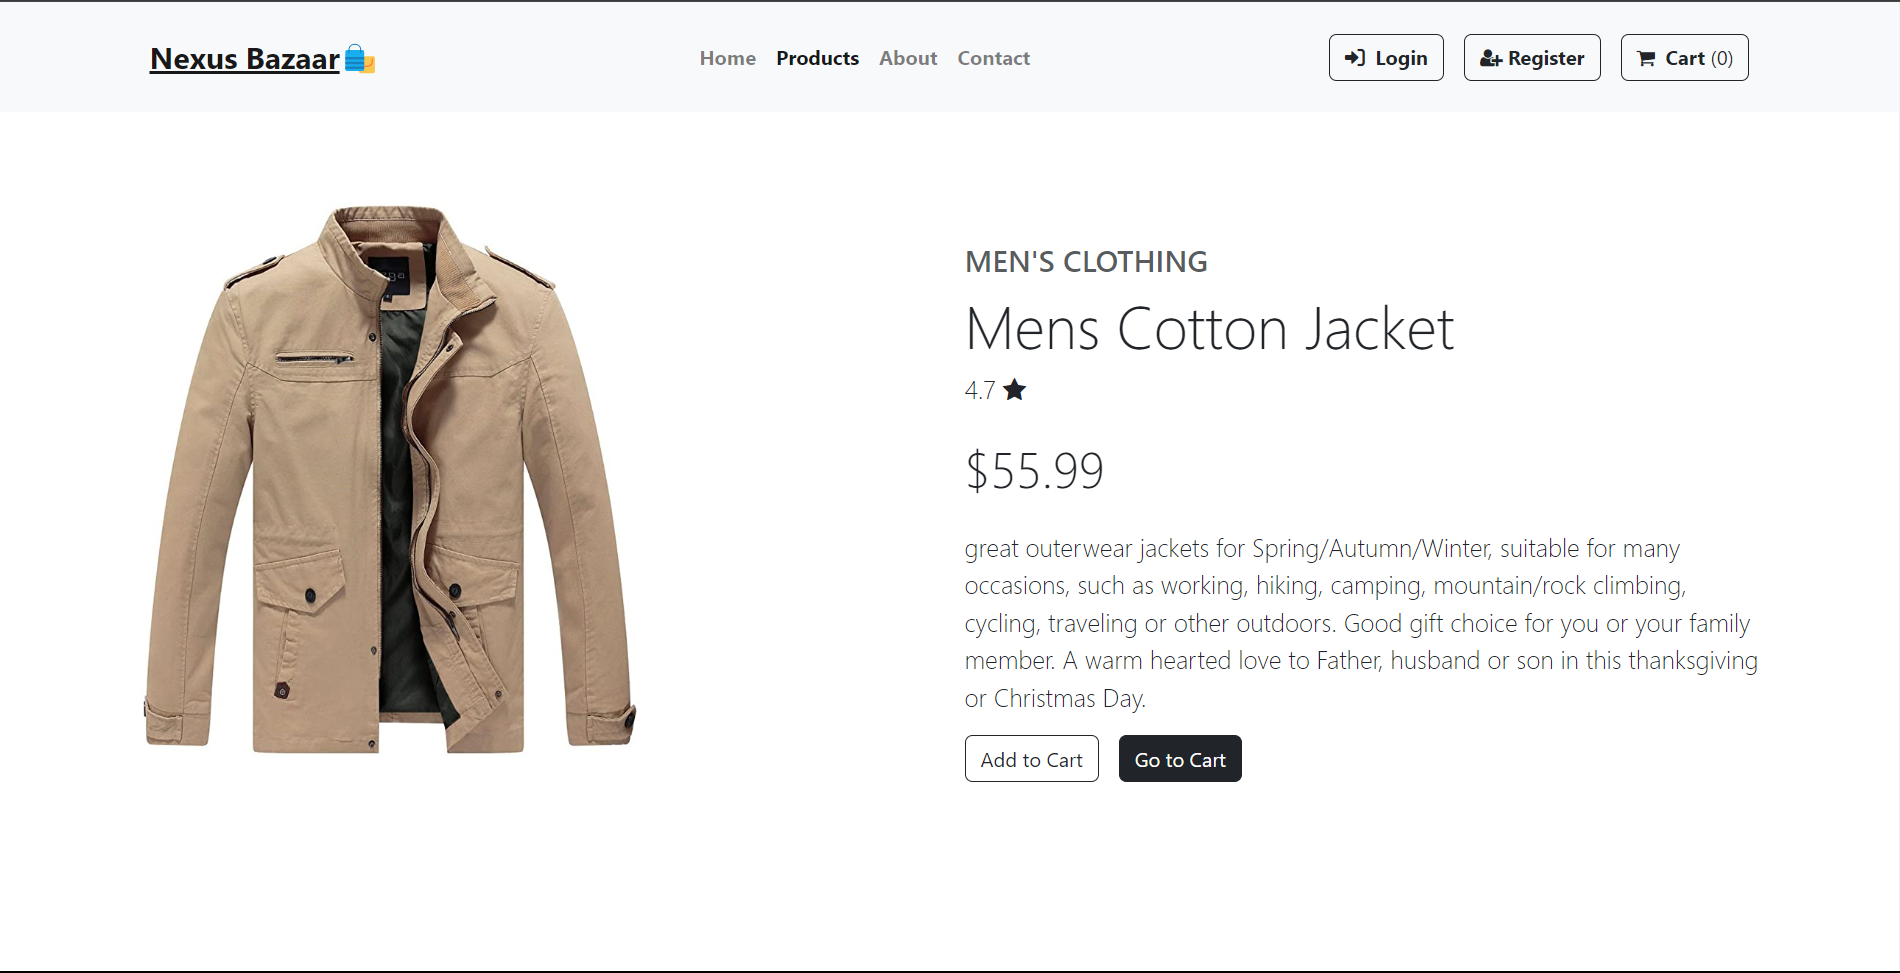 Nexus Bazaar
Home Products About Contact
Login Register Cart (0)
MEN'S CLOTHING
Mens Cotton Jacket
4.7
$55.99
great outerwear jackets for Spring/Autumn/Winter, suitable for many
occasions, such as working, hiking, camping, mountain/rock climbing,
cycling, traveling or other outdoors. Good gift choice for you or your family
member. A warm hearted love to Father, husband or son in this thanksgiving
or Christmas Day.
Add to Cart Go to Cart